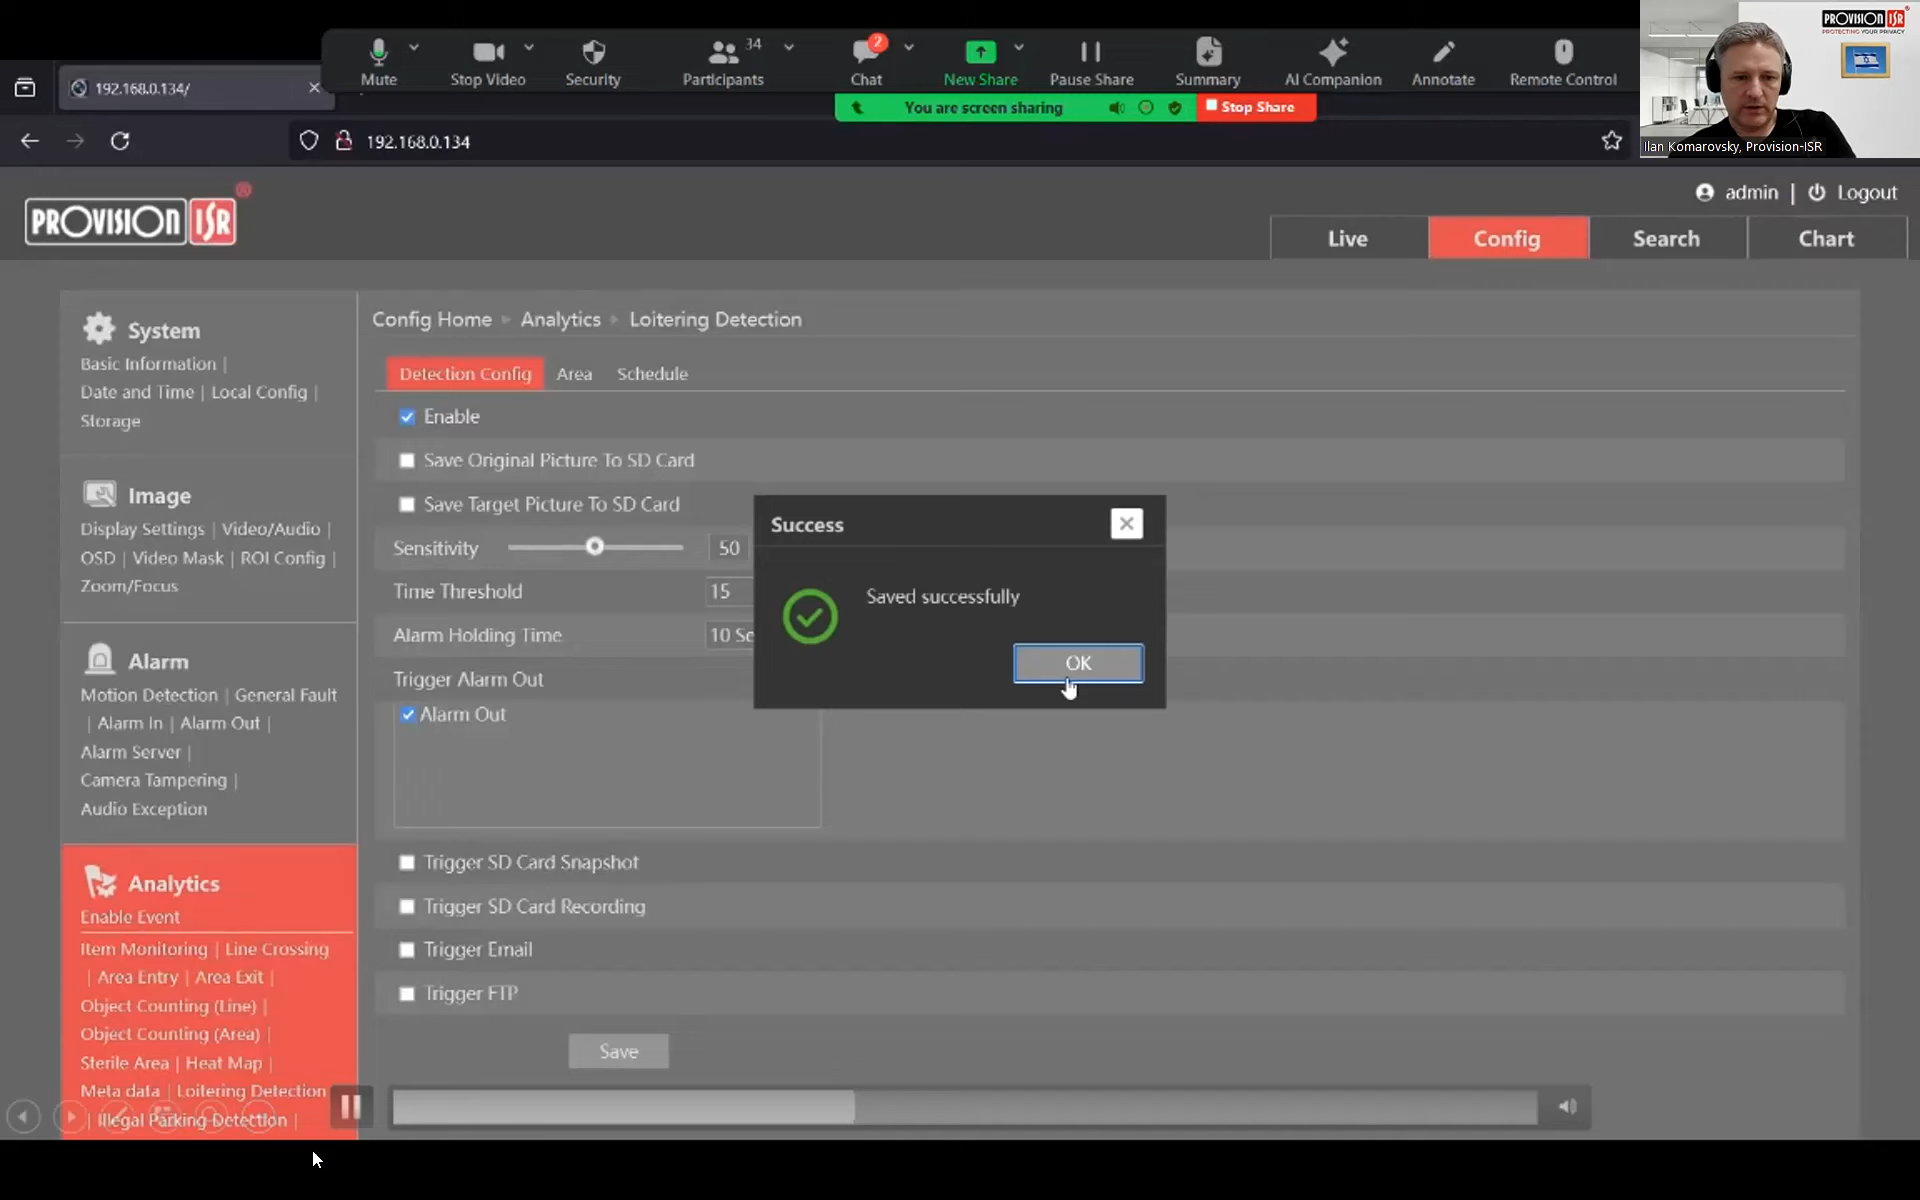 Mute
Stop Video
Security
Participants
34
Chat
2
New Share
Pause Share
Summary
AI Companion
Annotate
Remote Control
You are screen sharing
Stop Share
PROVISION ISR
PROTECTING YOUR PRIVACY
Ilan Komarovsky, Provision-ISR
192.168.0.134/
192.168.0.134
PROVISION ISR
admin | Logout
Live
Config
Search
Chart
System
Basic Information |
Date and Time | Local Config |
Storage
Image
Display Settings | Video/Audio |
OSD | Video Mask | ROI Config |
Zoom/Focus
Alarm
Motion Detection | General Fault
| Alarm In | Alarm Out |
Alarm Server |
Camera Tampering |
Audio Exception
Analytics
Enable Event
Item Monitoring | Line Crossing
| Area Entry | Area Exit |
Object Counting (Line) |
Object Counting (Area) |
Sterile Area | Heat Map |
Meta data | Loitering Detection
| Illegal Parking Detection |
Config Home ▸ Analytics ▸ Loitering Detection
Detection Config
Area
Schedule
Enable
Save Original Picture To SD Card
Save Target Picture To SD Card
Sensitivity 50
Time Threshold 15
Alarm Holding Time 10
Trigger Alarm Out
Alarm Out
Trigger SD Card Snapshot
Trigger SD Card Recording
Trigger Email
Trigger FTP
Save
Success
Saved successfully
OK